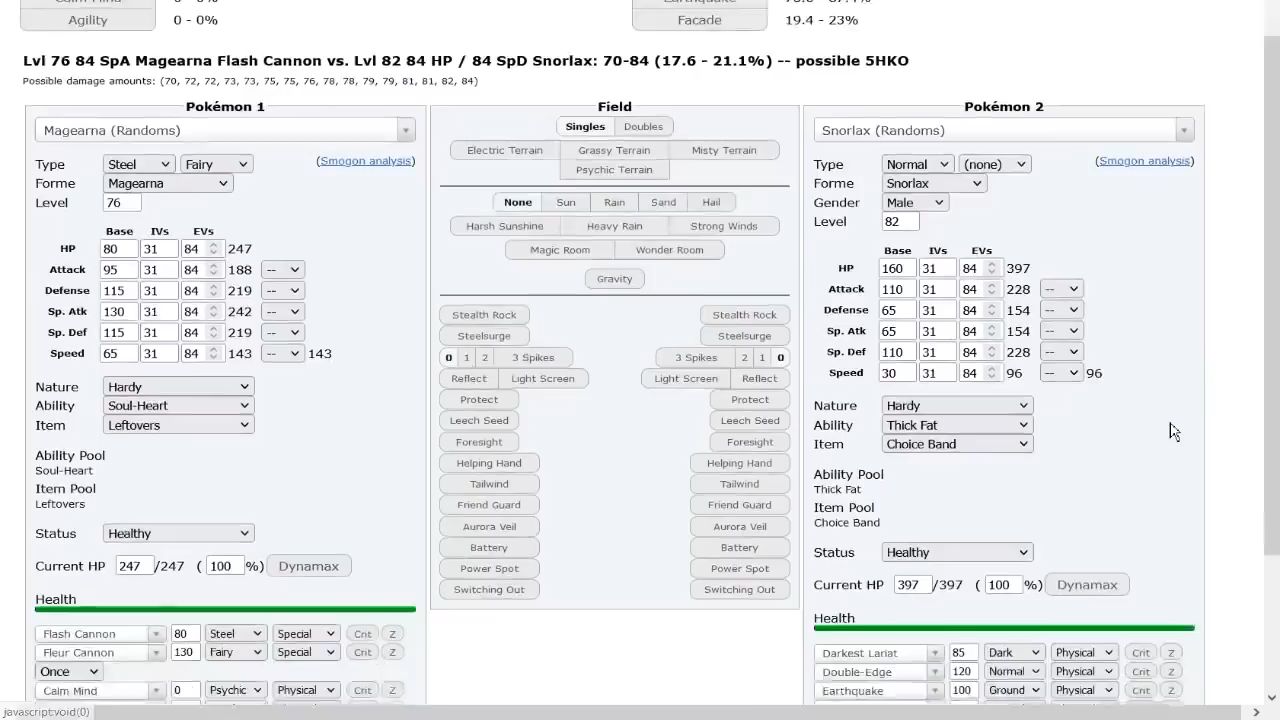 Agility 0 - 0%
Facade 19.4 - 23%
Lvl 76 84 SpA Magearna Flash Cannon vs. Lvl 82 84 HP / 84 SpD Snorlax: 70-84 (17.6 - 21.1%) -- possible 5HKO
Possible damage amounts: (70, 72, 72, 73, 73, 75, 75, 76, 78, 78, 79, 79, 81, 81, 82, 84)
Pokémon 1
Magearna (Randoms)
Type Steel Fairy (Smogon analysis)
Forme Magearna
Level 76
Base IVs EVs
HP 80 31 84 247
Attack 95 31 84 188 --
Defense 115 31 84 219 --
Sp. Atk 130 31 84 242 --
Sp. Def 115 31 84 219 --
Speed 65 31 84 143 -- 143
Nature Hardy
Ability Soul-Heart
Item Leftovers
Ability Pool
Soul-Heart
Item Pool
Leftovers
Status Healthy
Current HP 247 /247 ( 100 %) Dynamax
Health
Flash Cannon 80 Steel Special Crit Z
Fleur Cannon 130 Fairy Special Crit Z
Once
Calm Mind 0 Psychic Physical Crit Z
Field
Singles Doubles
Electric Terrain Grassy Terrain Misty Terrain
Psychic Terrain
None Sun Rain Sand Hail
Harsh Sunshine Heavy Rain Strong Winds
Magic Room Wonder Room
Gravity
Stealth Rock Stealth Rock
Steelsurge Steelsurge
0 1 2 3 Spikes 3 Spikes 2 1 0
Reflect Light Screen Light Screen Reflect
Protect Protect
Leech Seed Leech Seed
Foresight Foresight
Helping Hand Helping Hand
Tailwind Tailwind
Friend Guard Friend Guard
Aurora Veil Aurora Veil
Battery Battery
Power Spot Power Spot
Switching Out Switching Out
Pokémon 2
Snorlax (Randoms)
Type Normal (none) (Smogon analysis)
Forme Snorlax
Gender Male
Level 82
Base IVs EVs
HP 160 31 84 397
Attack 110 31 84 228 --
Defense 65 31 84 154 --
Sp. Atk 65 31 84 154 --
Sp. Def 110 31 84 228 --
Speed 30 31 84 96 -- 96
Nature Hardy
Ability Thick Fat
Item Choice Band
Ability Pool
Thick Fat
Item Pool
Choice Band
Status Healthy
Current HP 397 /397 ( 100 %) Dynamax
Health
Darkest Lariat 85 Dark Physical Crit Z
Double-Edge 120 Normal Physical Crit Z
Earthquake 100 Ground Physical Crit Z
javascript:void(0)